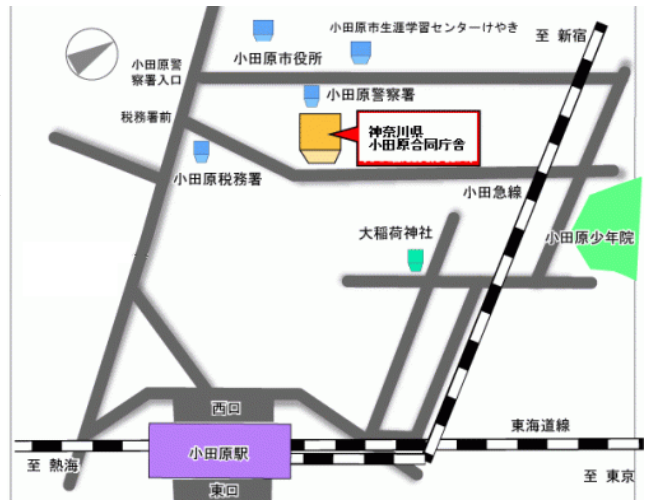 小田原市生涯学習センターけやき
至 新宿
小田原市役所
小田原警
察署入口
小田原警察署
税務署前
神奈川県
小田原合同庁舎
小田原税務署
小田急線
大稲荷神社
小田原少年院
西口
東海道線
小田原駅
至 熱海
至 東京
東口